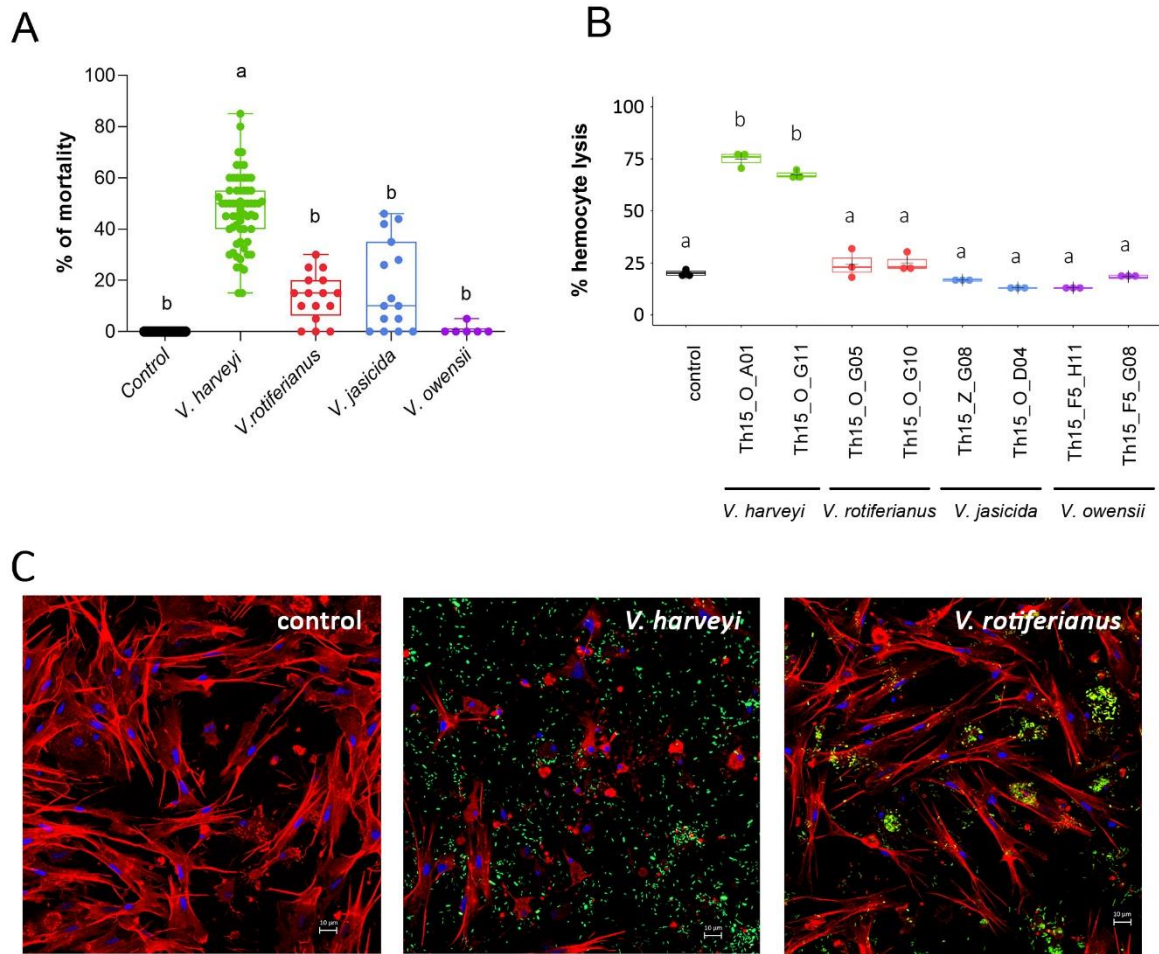 A
% of mortality
100
80
60
40
20
0
a
b
b
b
b
Control
V. harveyi
V.rotiferianus
V. jasicida
V. owensii
B
% hemocyte lysis
100
75
50
25
0
a
b
b
a
a
a
a
a
a
control
Th15_O_A01
Th15_O_G11
Th15_O_G05
Th15_O_G10
Th15_Z_G08
Th15_O_D04
Th15_F5_H11
Th15_F5_G08
V. harveyi
V. rotiferianus
V. jasicida
V. owensii
C
control
10 µm
V. harveyi
10 µm
V. rotiferianus
10 µm